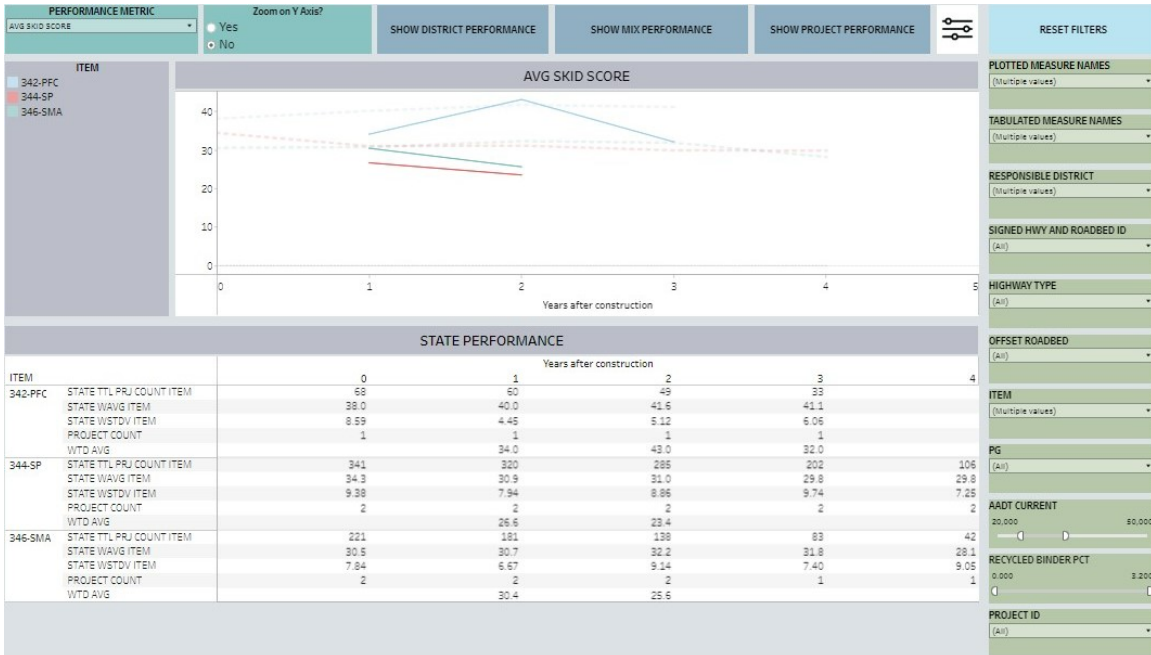 PERFORMANCE METRIC
AVG SKID SCORE
Zoom on Y Axis?
Yes
No
SHOW DISTRICT PERFORMANCE
SHOW MIX PERFORMANCE
SHOW PROJECT PERFORMANCE
RESET FILTERS
ITEM
342-PFC
344-SP
346-SMA
AVG SKID SCORE
40
30
20
10
0
0 1 2 3 4 5
Years after construction
STATE PERFORMANCE
Years after construction
ITEM 0 1 2 3 4
342-PFC STATE TTL PRJ COUNT ITEM 68 60 49 33
STATE WAVG ITEM 38.0 40.0 41.6 41.1
STATE WSTDV ITEM 8.59 4.45 5.12 6.06
PROJECT COUNT 1 1 1 1
WTD AVG 34.0 43.0 32.0
344-SP STATE TTL PRJ COUNT ITEM 341 320 285 202 106
STATE WAVG ITEM 34.3 30.9 31.0 29.8 29.8
STATE WSTDV ITEM 9.38 7.94 8.86 9.74 7.25
PROJECT COUNT 2 2 2 2 2
WTD AVG 26.6 23.4
346-SMA STATE TTL PRJ COUNT ITEM 221 181 138 83 42
STATE WAVG ITEM 30.5 30.7 32.2 31.8 28.1
STATE WSTDV ITEM 7.84 6.67 9.14 7.40 9.05
PROJECT COUNT 2 2 2 1 1
WTD AVG 30.4 25.6
PLOTTED MEASURE NAMES
(Multiple values)
TABULATED MEASURE NAMES
(Multiple values)
RESPONSIBLE DISTRICT
(Multiple values)
SIGNED HWY AND ROADBED ID
(All)
HIGHWAY TYPE
(All)
OFFSET ROADBED
(All)
ITEM
(Multiple values)
PG
(All)
AADT CURRENT
20,000 50,000
RECYCLED BINDER PCT
0.000 3.200
PROJECT ID
(All)